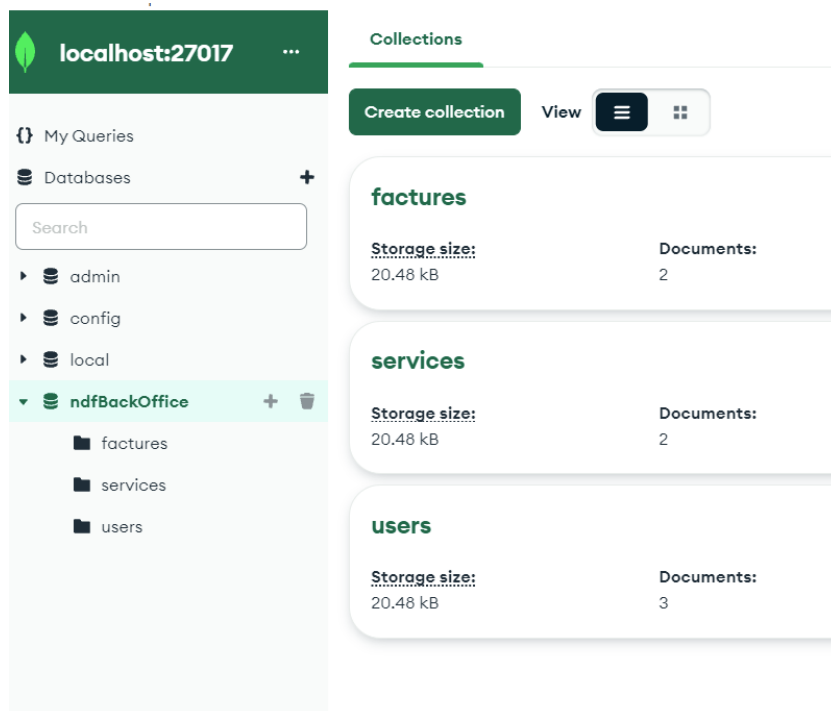 localhost:27017 ...
{} My Queries
Databases +
Search
admin
config
local
ndfBackOffice +
factures
services
users
Collections
Create collection View
factures
Storage size: Documents:
20.48 kB 2
services
Storage size: Documents:
20.48 kB 2
users
Storage size: Documents:
20.48 kB 3